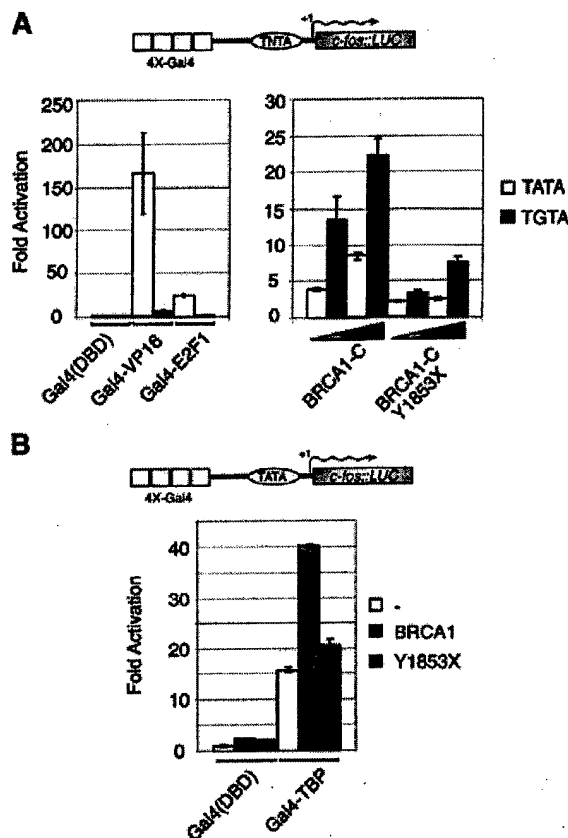 A
+1
TNTA
c-fos::LUC
4X-Gal4
Fold Activation
250
200
150
100
50
0
Gal4(DBD)
Gal4-VP16
Gal4-E2F1
30
25
20
15
10
5
0
BRCA1-C
BRCA1-C
Y1853X
TATA
TGTA
B
+1
TATA
c-fos::LUC
4X-Gal4
Fold Activation
40
30
20
10
0
Gal4(DBD)
Gal4-TBP
-
BRCA1
Y1853X